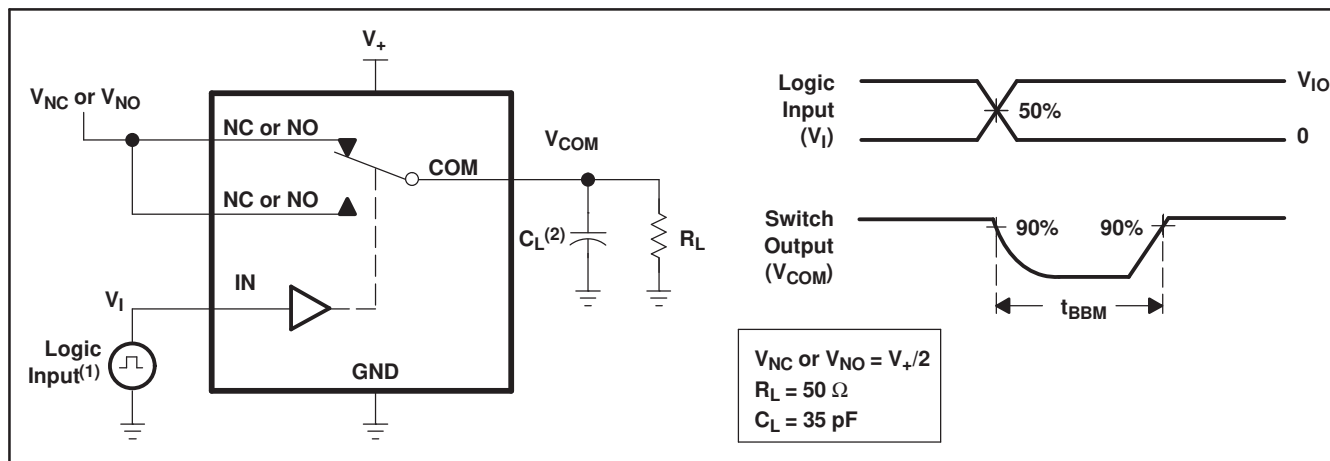 V+
VNC or VNO
NC or NO
VCOM
COM
NC or NO
CL(2)
RL
IN
VI
Logic
Input(1)
GND
Logic
Input
(VI)
VIO
50%
0
Switch
Output
(VCOM)
90%
90%
tBBM
VNC or VNO = V+/2
RL = 50 Ω
CL = 35 pF